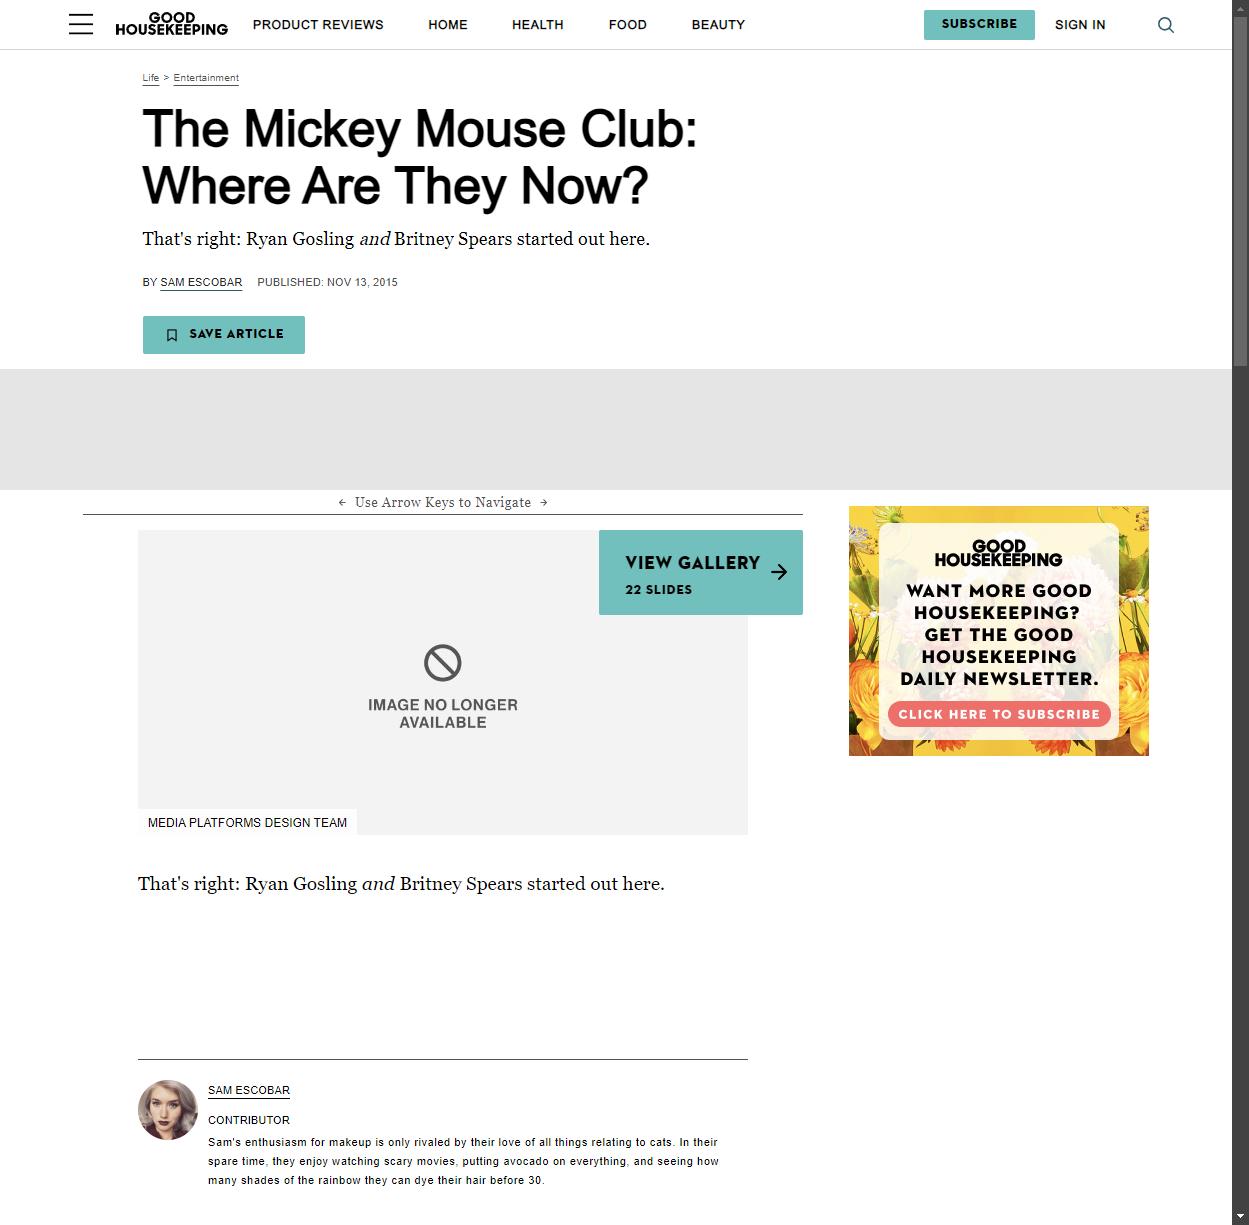 GOOD
HOUSEKEEPING
PRODUCT REVIEWS
HOME
HEALTH
FOOD
BEAUTY
SUBSCRIBE
SIGN IN
Life > Entertainment
The Mickey Mouse Club:
Where Are They Now?
That's right: Ryan Gosling and Britney Spears started out here.
BY SAM ESCOBAR PUBLISHED: NOV 13, 2015
SAVE ARTICLE
← Use Arrow Keys to Navigate →
VIEW GALLERY
22 SLIDES
IMAGE NO LONGER
AVAILABLE
MEDIA PLATFORMS DESIGN TEAM
GOOD
HOUSEKEEPING
WANT MORE GOOD
HOUSEKEEPING?
GET THE GOOD
HOUSEKEEPING
DAILY NEWSLETTER.
CLICK HERE TO SUBSCRIBE
That's right: Ryan Gosling and Britney Spears started out here.
SAM ESCOBAR
CONTRIBUTOR
Sam's enthusiasm for makeup is only rivaled by their love of all things relating to cats. In their
spare time, they enjoy watching scary movies, putting avocado on everything, and seeing how
many shades of the rainbow they can dye their hair before 30.